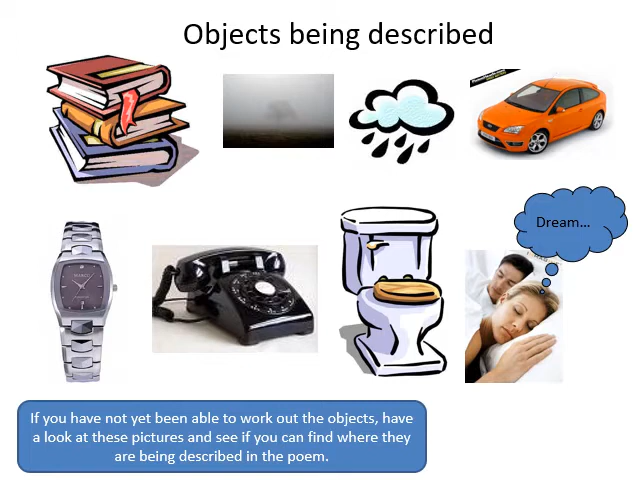 Objects being described
Dream...
If you have not yet been able to work out the objects, have
a look at these pictures and see if you can find where they
are being described in the poem.